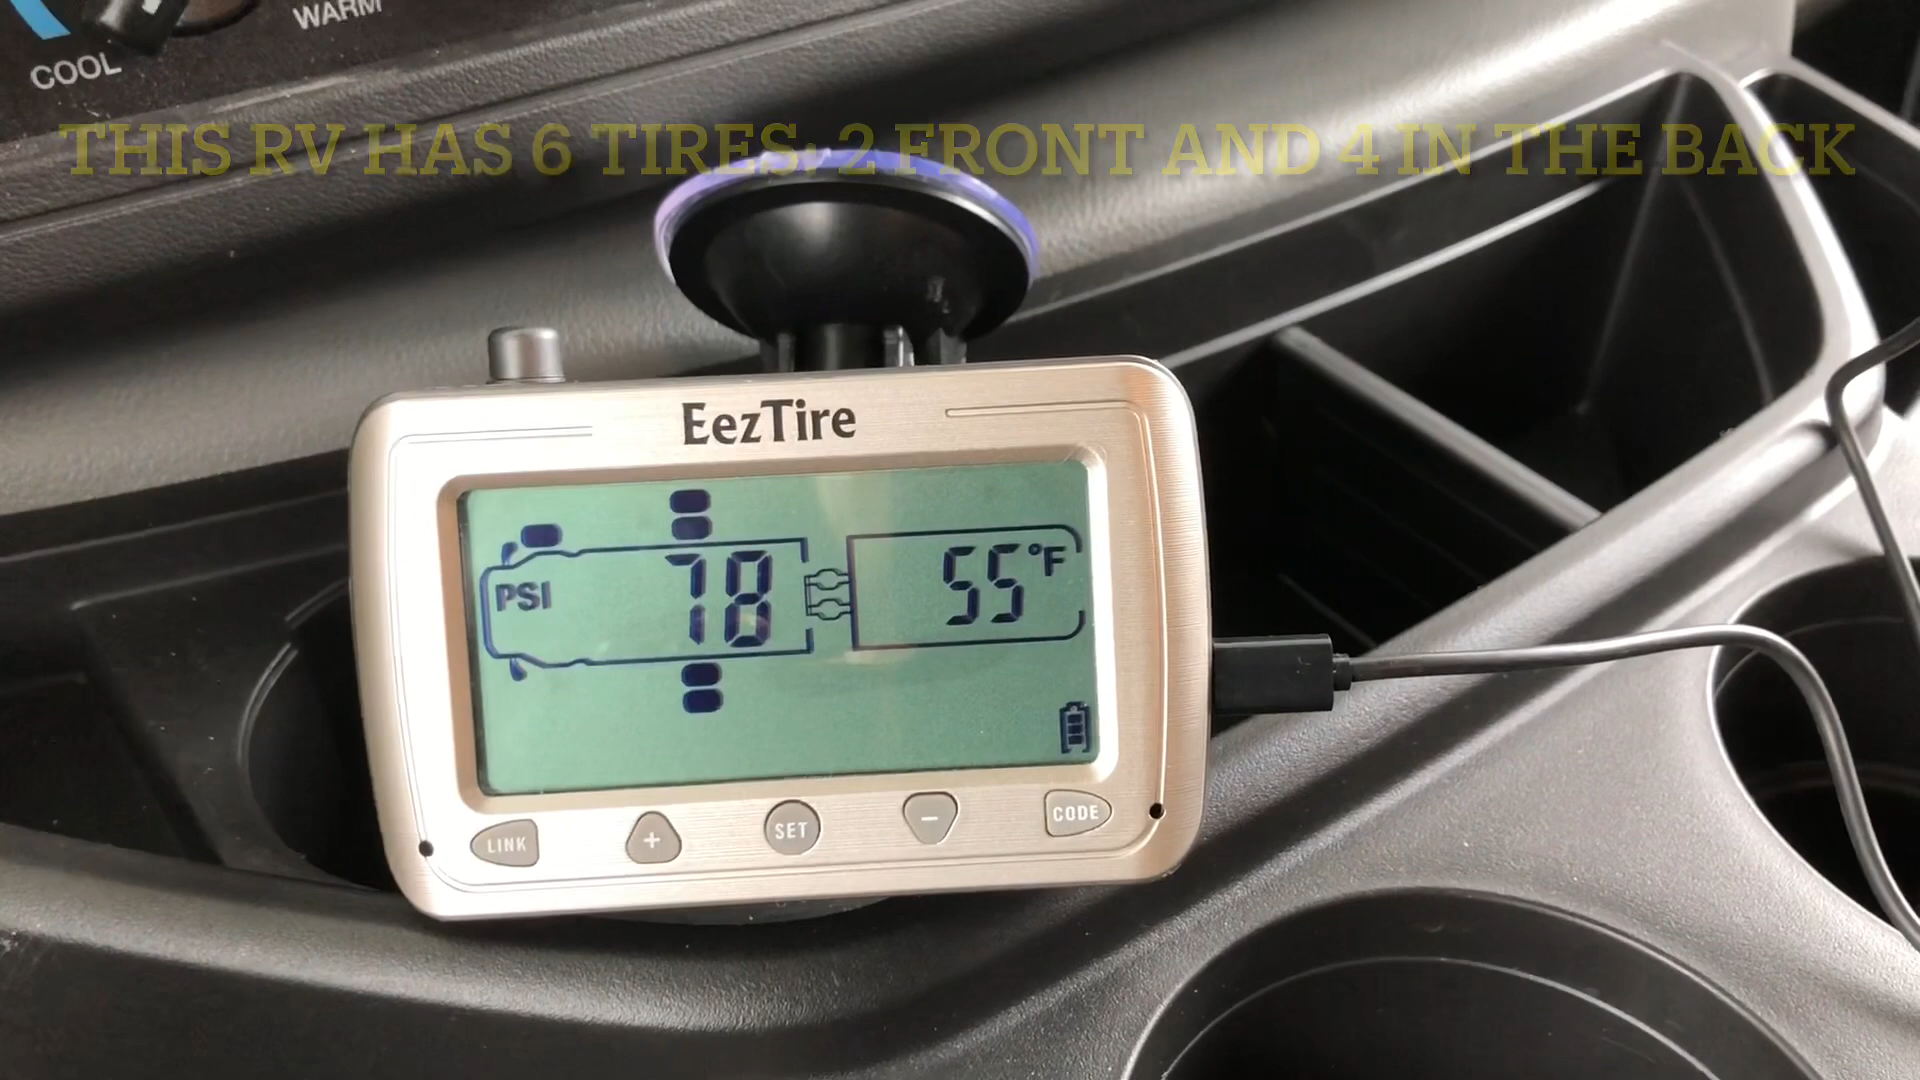 WARM
COOL
THIS RV HAS 6 TIRES: 2 FRONT AND 4 IN THE BACK
EezTire
PSI 78 55°F
LINK + SET - CODE